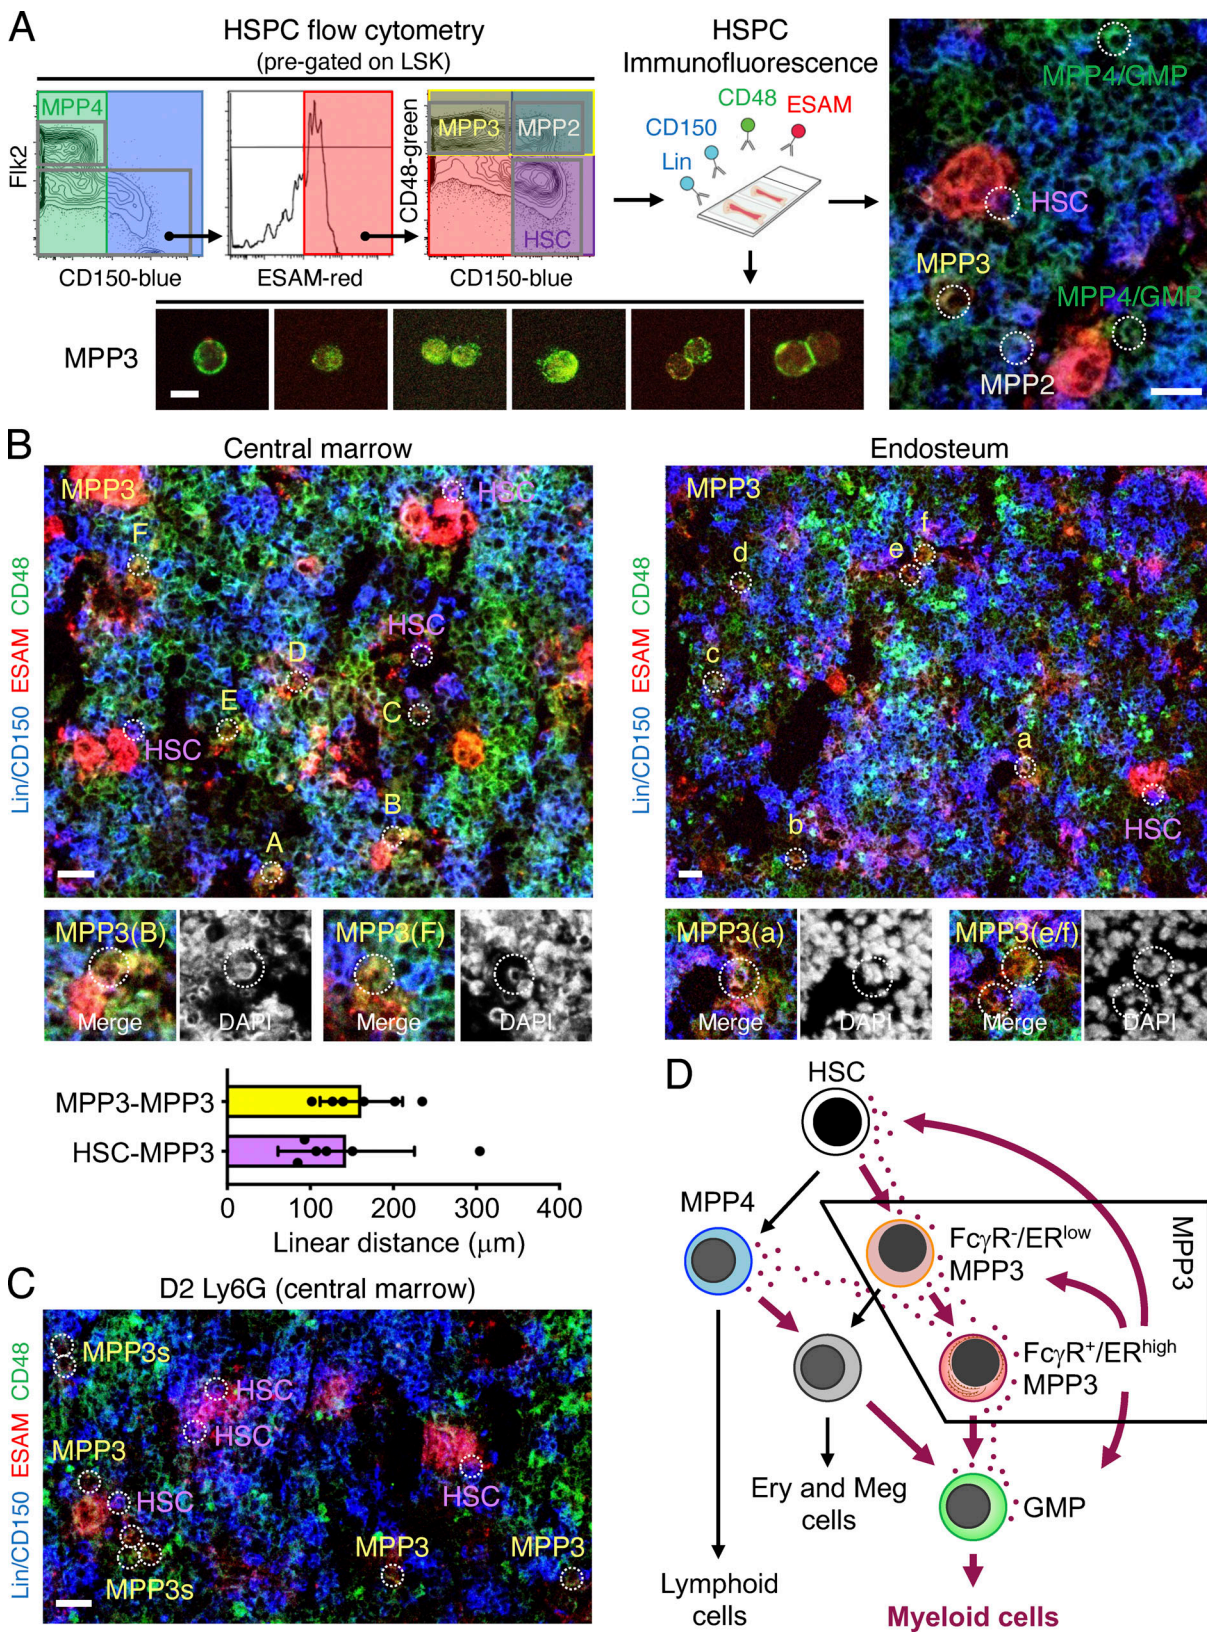 A
HSPC flow cytometry
(pre-gated on LSK)
MPP4
Flk2
CD150-blue
ESAM-red
CD48-green
MPP3
MPP2
HSC
CD150-blue
HSPC
Immunofluorescence
CD48
ESAM
CD150
Lin
MPP4/GMP
HSC
MPP3
MPP4/GMP
MPP2
MPP3
B
Central marrow
Lin/CD150 ESAM CD48
MPP3
HSC
F
HSC
D
E
C
HSC
B
A
MPP3(B)
Merge
DAPI
MPP3(F)
Merge
DAPI
Endosteum
Lin/CD150 ESAM CD48
MPP3
f
e
d
c
a
b
HSC
MPP3(a)
Merge
DAPI
MPP3(e/f)
Merge
DAPI
MPP3-MPP3
HSC-MPP3
0 100 200 300 400
Linear distance (μm)
C
D2 Ly6G (central marrow)
Lin/CD150 ESAM CD48
MPP3s
HSC
HSC
MPP3
HSC
HSC
MPP3
MPP3
MPP3s
D
HSC
MPP4
FcγR⁻/ERˡᵒʷ
MPP3
MPP3
FcγR⁺/ERʰⁱᵍʰ
MPP3
Ery and Meg
cells
GMP
Lymphoid
cells
Myeloid cells